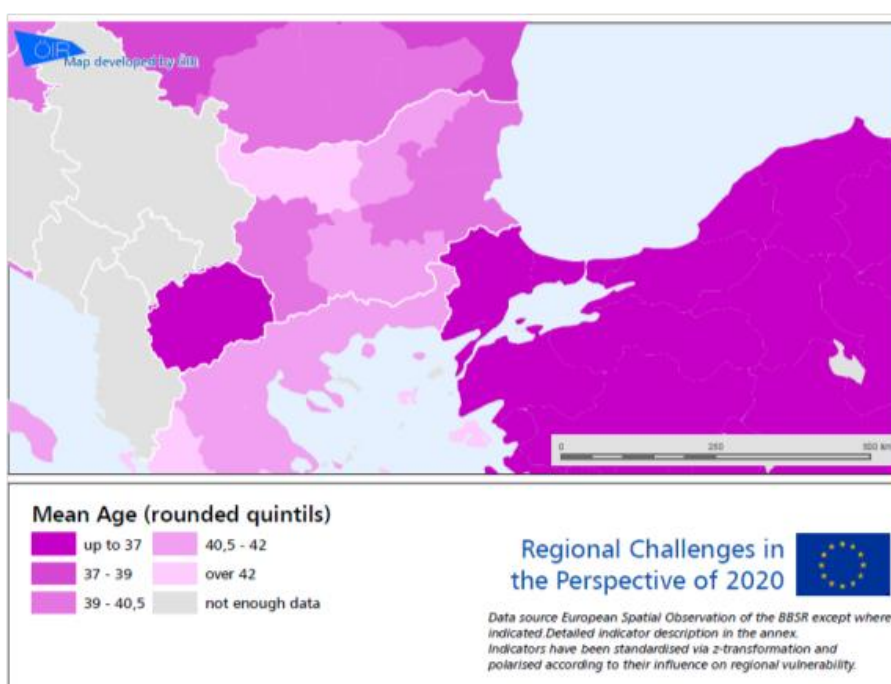 ÖIR
Map developed by ÖIR
0 250 500 km
Mean Age (rounded quintils)
up to 37
37 - 39
39 - 40,5
40,5 - 42
over 42
not enough data
Regional Challenges in
the Perspective of 2020
Data source European Spatial Observation of the BBSR except where
indicated.Detailed indicator description in the annex.
Indicators have been standardised via z-transformation and
polarised according to their influence on regional vulnerability.